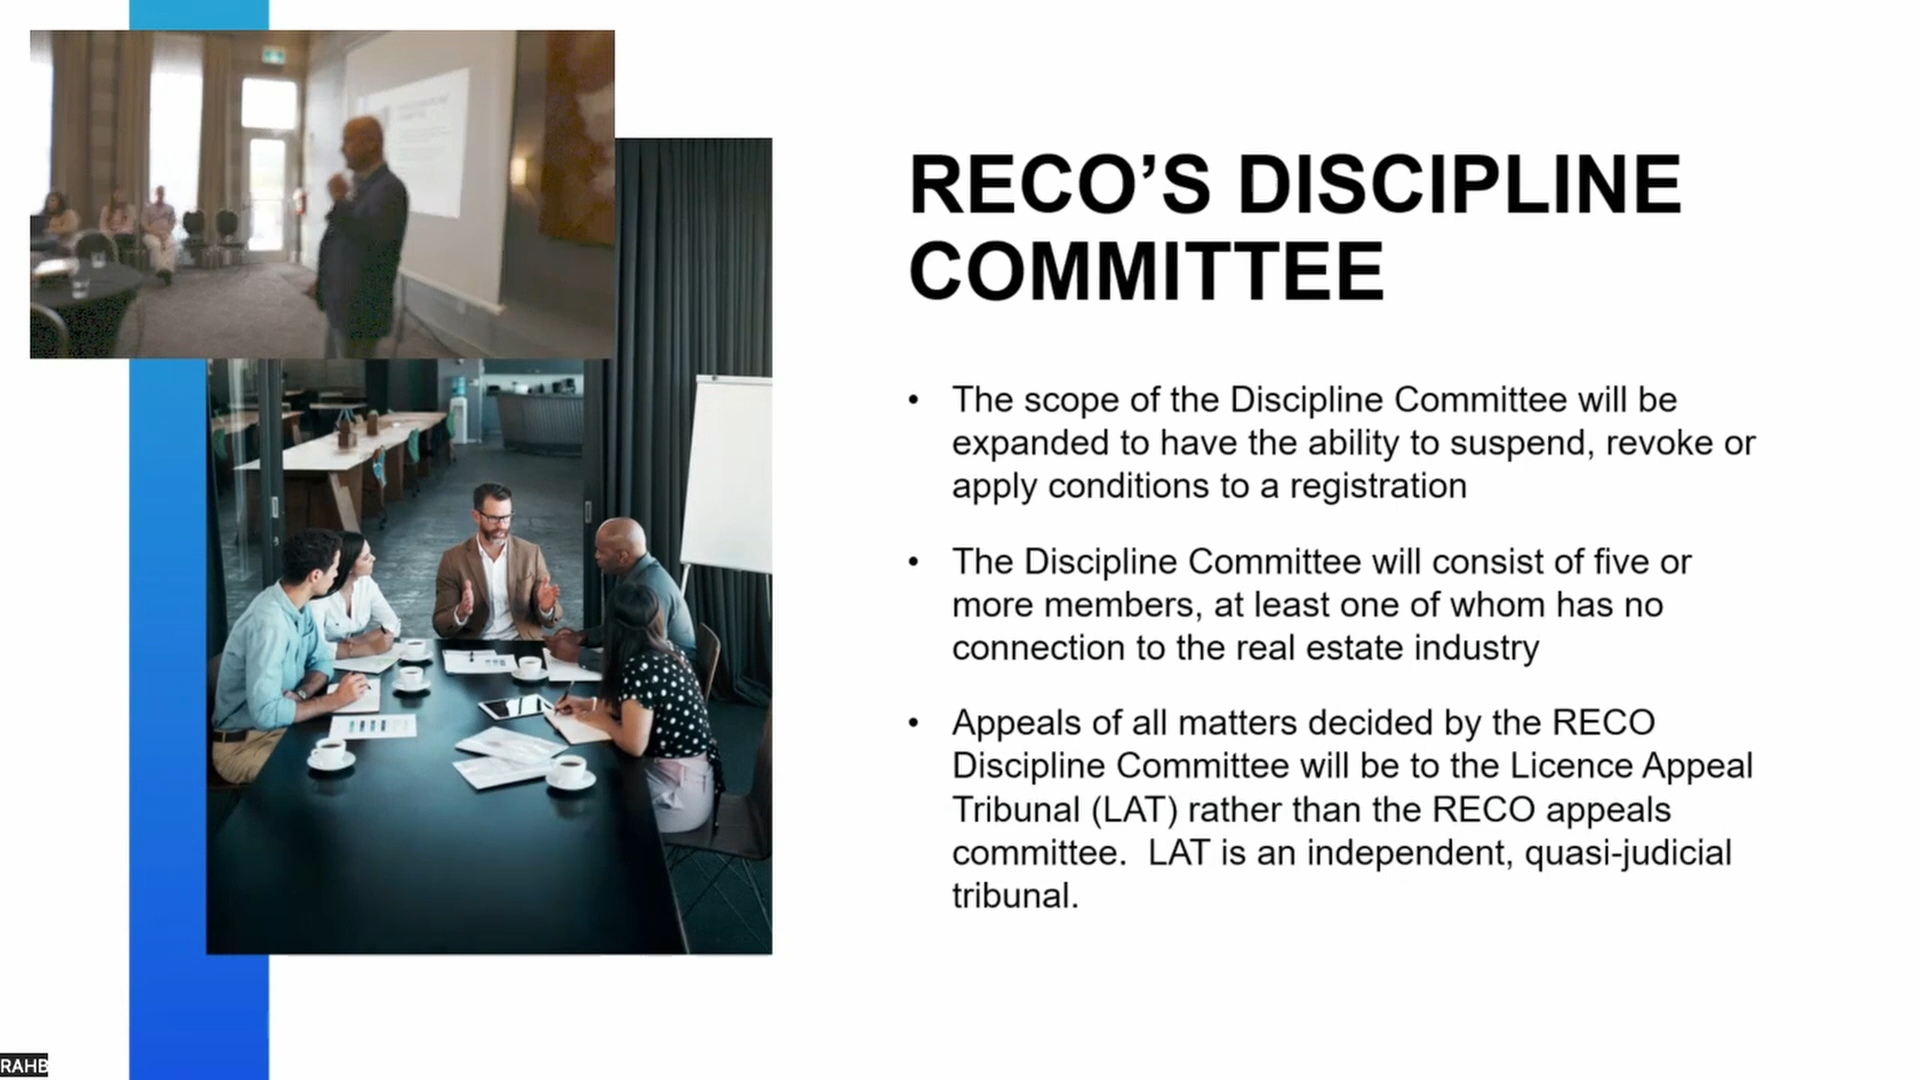 RECO’S DISCIPLINE
COMMITTEE
• The scope of the Discipline Committee will be
expanded to have the ability to suspend, revoke or
apply conditions to a registration
• The Discipline Committee will consist of five or
more members, at least one of whom has no
connection to the real estate industry
• Appeals of all matters decided by the RECO
Discipline Committee will be to the Licence Appeal
Tribunal (LAT) rather than the RECO appeals
committee.  LAT is an independent, quasi-judicial
tribunal.
RAHB